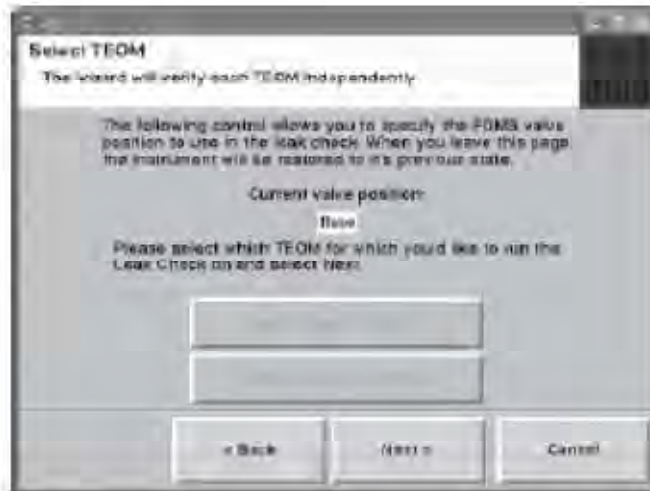 Select TEOM
The wizard will verify each TEOM independently
The following control allows you to specify the FDMS valve
position to use in the leak check. When you leave this page
the instrument will be restored to it's previous state.
Current valve position:
Base
Please select which TEOM for which you'd like to run the
Leak Check on and select Next
< Back
Next >
Cancel